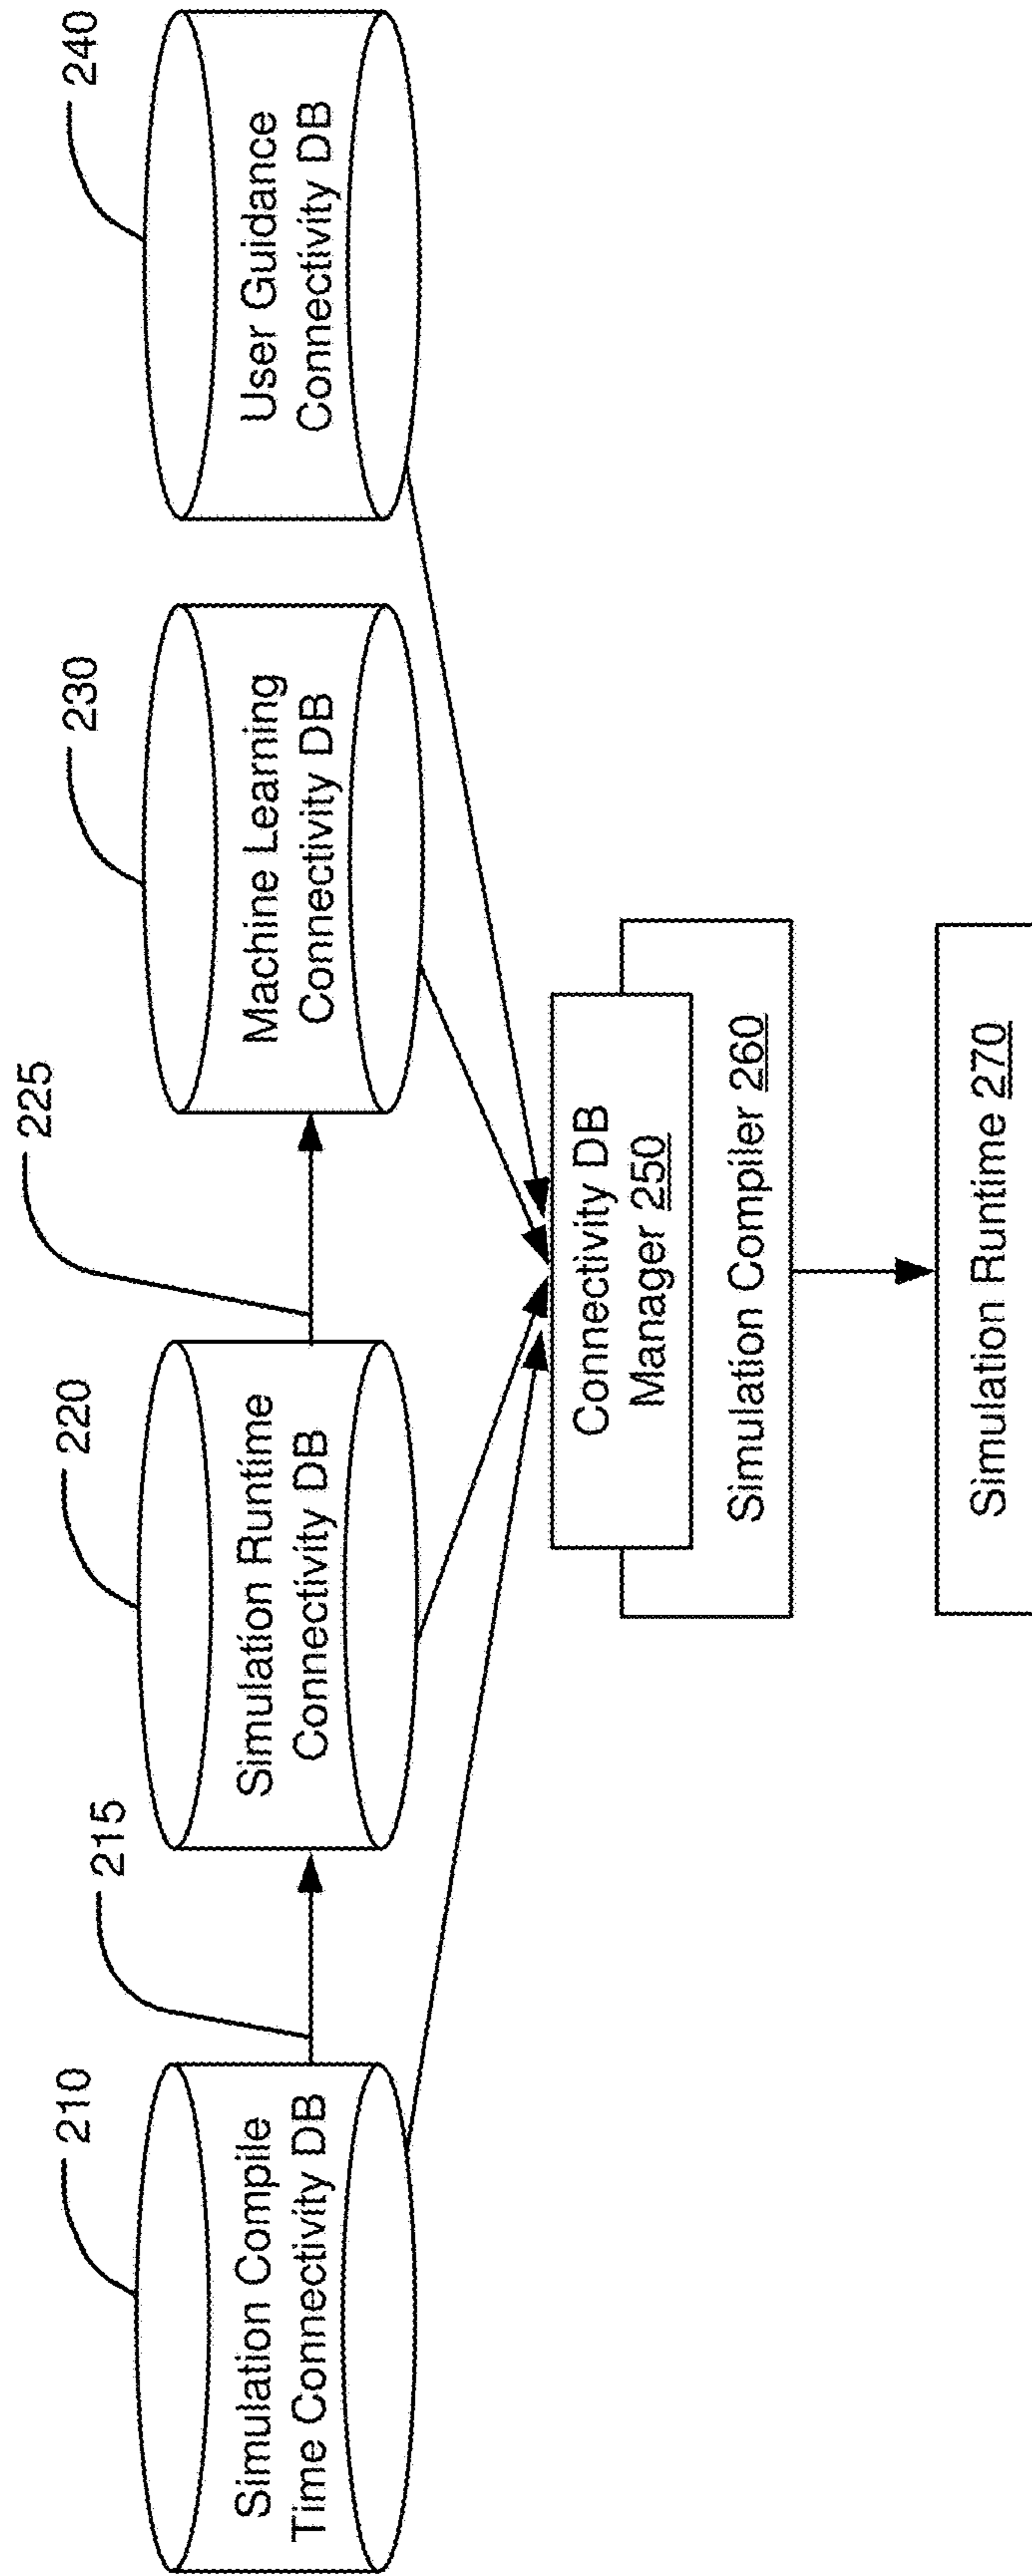 210
215
220
225
230
240
Simulation Compile
Time Connectivity DB
Simulation Runtime
Connectivity DB
Machine Learning
Connectivity DB
User Guidance
Connectivity DB
Connectivity DB
Manager 250
Simulation Compiler 260
Simulation Runtime 270